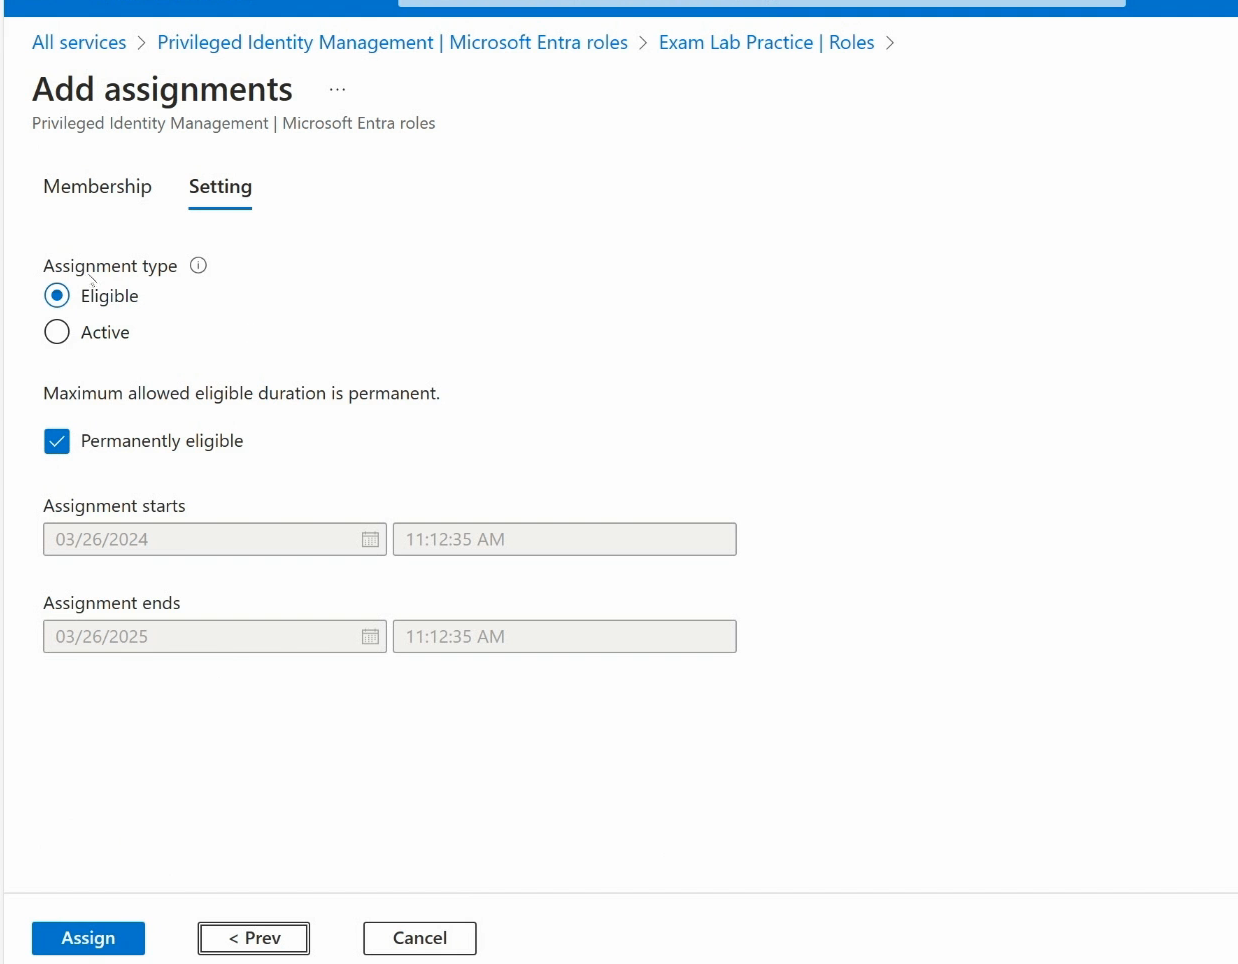 All services > Privileged Identity Management | Microsoft Entra roles > Exam Lab Practice | Roles >
Add assignments ...
Privileged Identity Management | Microsoft Entra roles
Membership Setting
Assignment type
Eligible
Active
Maximum allowed eligible duration is permanent.
Permanently eligible
Assignment starts
03/26/2024 11:12:35 AM
Assignment ends
03/26/2025 11:12:35 AM
Assign < Prev Cancel